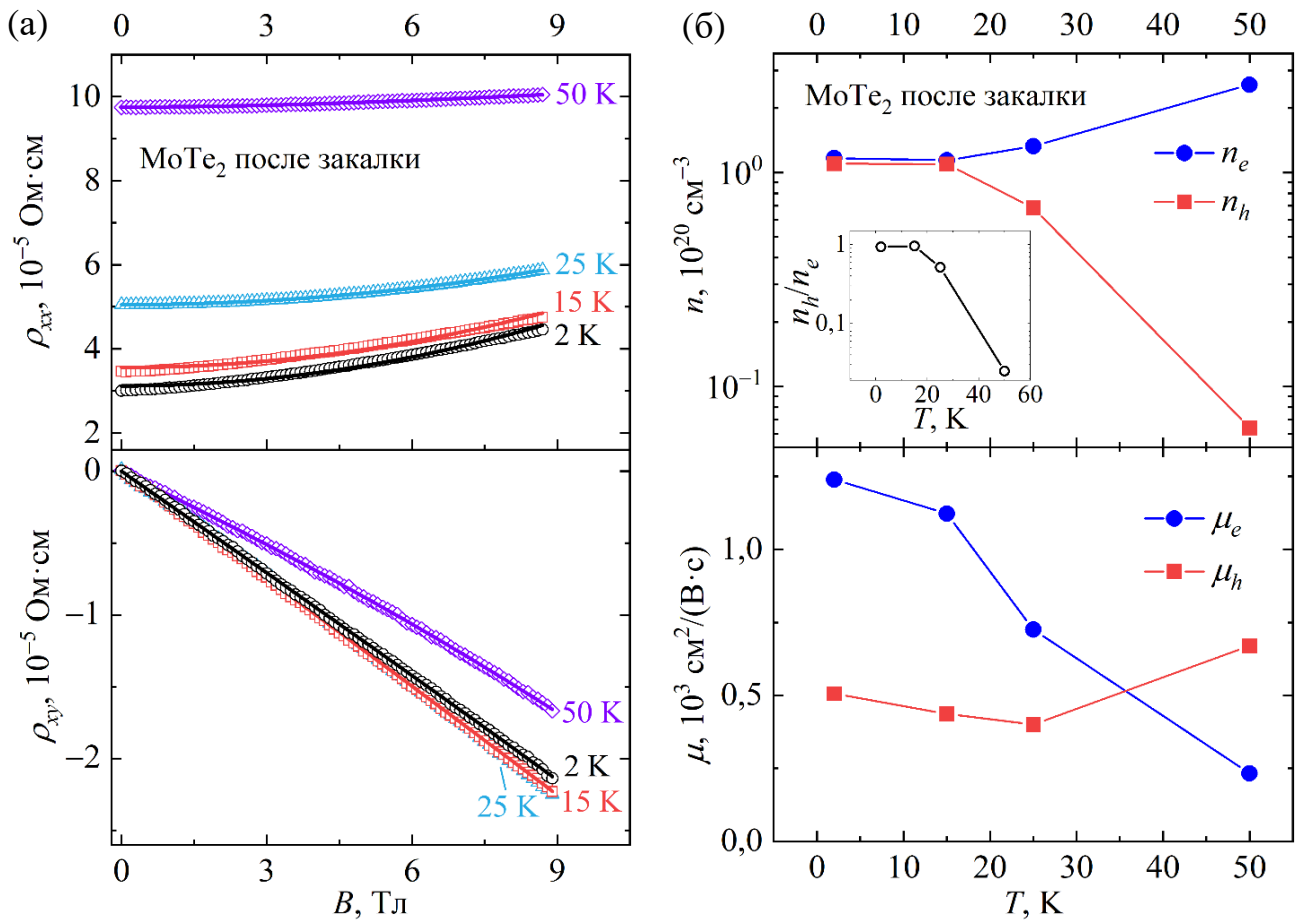 (а)
0 3 6 9
10
8
6
4
2
ρxx, 10⁻⁵ Ом·см
MoTe₂ после закалки
50 K
25 K
15 K
2 K
0
−1
−2
ρxy, 10⁻⁵ Ом·см
50 K
2 K
15 K
25 K
0 3 6 9
B, Тл
(б)
0 10 20 30 40 50
MoTe₂ после закалки
nₑ
nₕ
10⁰
10⁻¹
n, 10²⁰ см⁻³
1
0,1
nₕ/nₑ
0 20 40 60
T, K
μₑ
μₕ
1,0
0,5
0,0
μ, 10³ см²/(В·с)
0 10 20 30 40 50
T, K